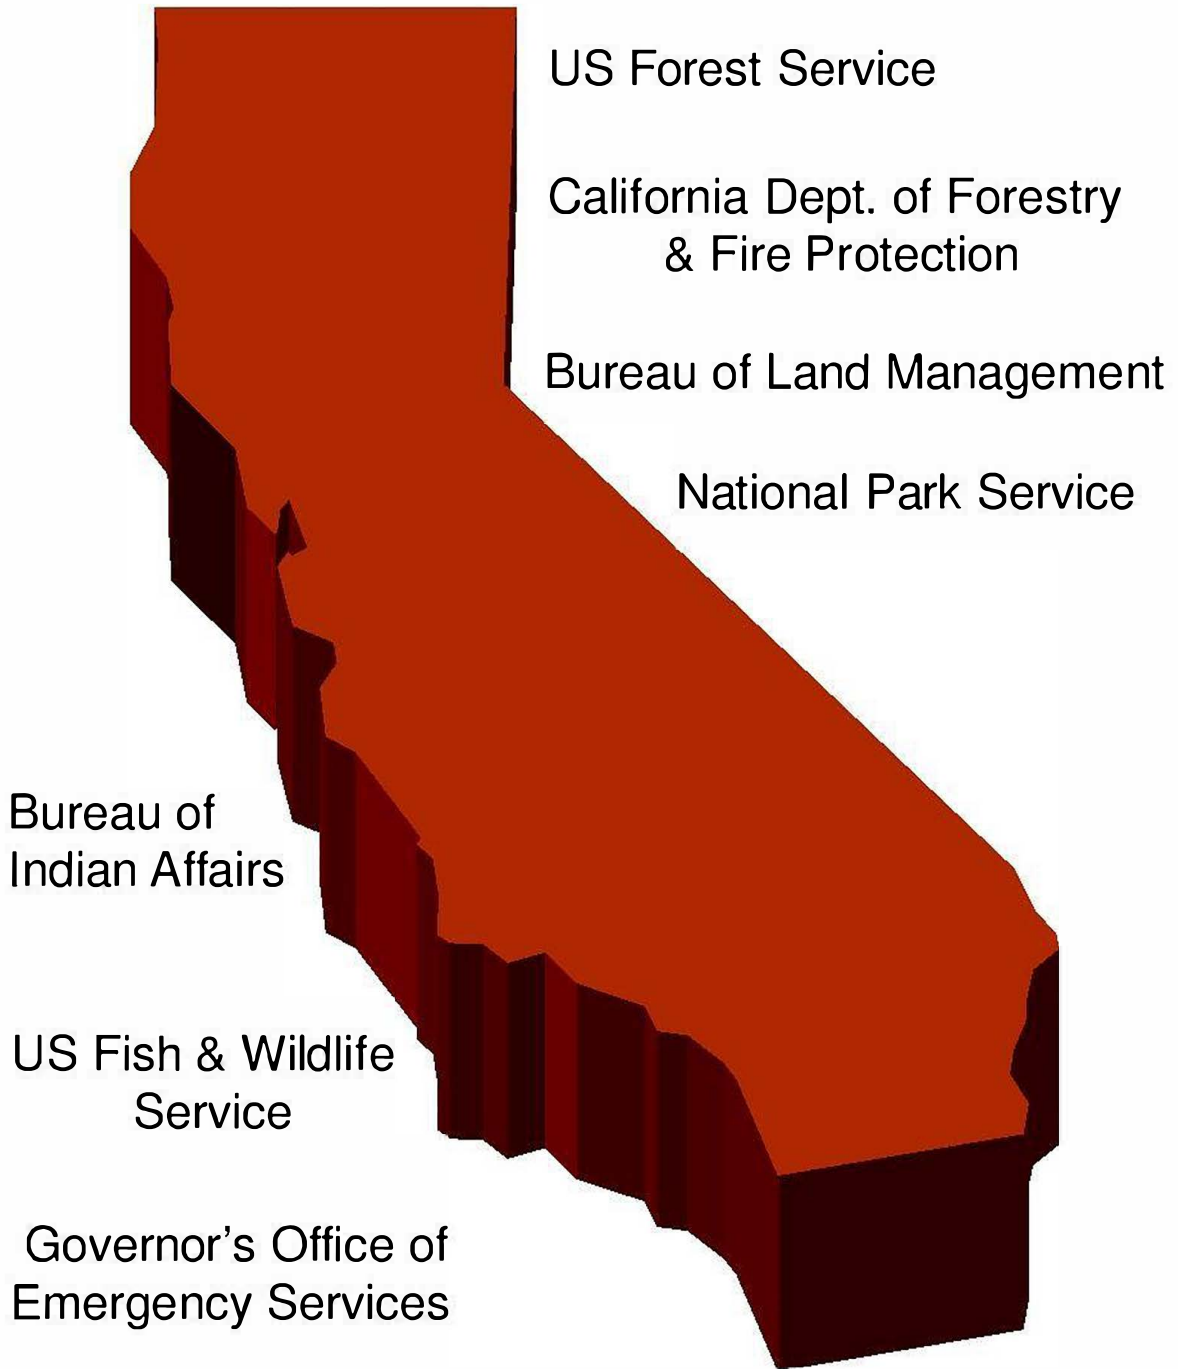 US Forest Service
California Dept. of Forestry
& Fire Protection
Bureau of Land Management
National Park Service
Bureau of
Indian Affairs
US Fish & Wildlife
Service
Governor’s Office of
Emergency Services